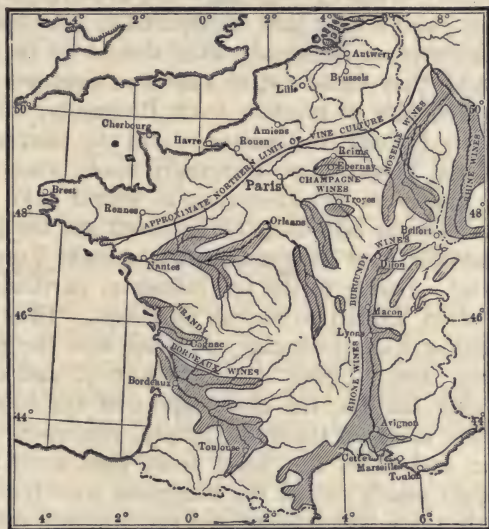 4° 2° 0° 2° 4° 6°
50°
50°
48°
48°
46°
46°
44°
44°
4° 2° 0° 2° 4° 6°
Antwerp
Brussels
Lille
Amiens
Cherbourg
Havre
Rouen
APPROXIMATE NORTHERN LIMIT OF VINE CULTURE
MOSELLE WINES
RHINE WINES
Reims
Epernay
CHAMPAGNE
WINES
Paris
Troyes
Brest
Rennes
Orleans
Belfort
Nantes
BURGUNDY WINES
Dijon
Macon
BRANDY
Cognac
Lyons
BORDEAUX WINES
Bordeaux
RHONE WINES
Avignon
Toulouse
Cette
Marseilles
Toulon